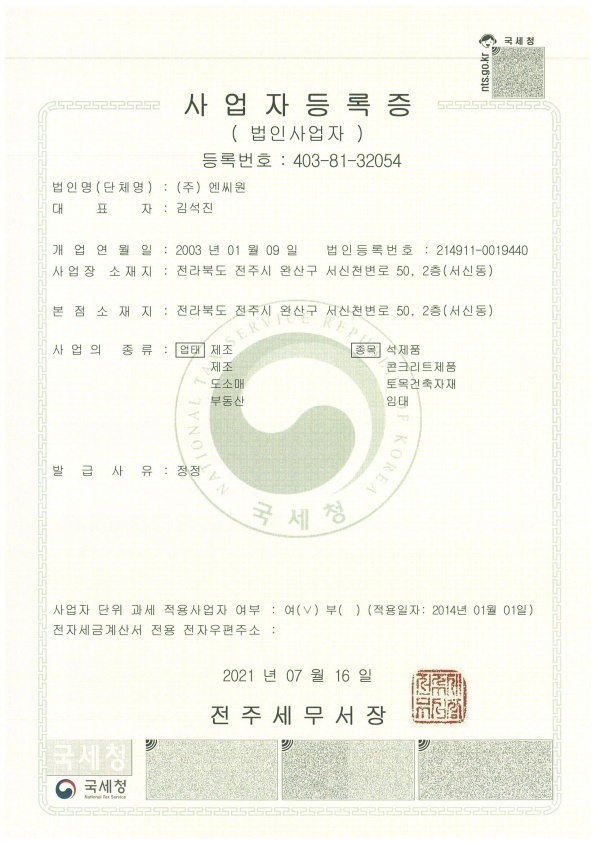 국세청
nts.go.kr
사업자등록증
( 법인사업자 )
등록번호 : 403-81-32054
법인명(단체명) : (주) 엔씨원
대 표 자 : 김석진
개 업 연 월 일 : 2003 년 01 월 09 일 법인등록번호 : 214911-0019440
사업장 소재지 : 전라북도 전주시 완산구 서신천변로 50, 2층(서신동)
본 점 소 재 지 : 전라북도 전주시 완산구 서신천변로 50, 2층(서신동)
사 업 의 종 류 : 업태 제조 종목 석제품
제조 콘크리트제품
도소매 토목건축자재
부동산 임대
NATIONAL TAX SERVICE REPUBLIC OF KOREA
국세청
발 급 사 유 : 정정
사업자 단위 과세 적용사업자 여부 : 여(∨) 부( ) (적용일자: 2014년 01월 01일)
전자세금계산서 전용 전자우편주소 :
2021 년 07 월 16 일
전주세무서장
국세청
국세청
National Tax Service